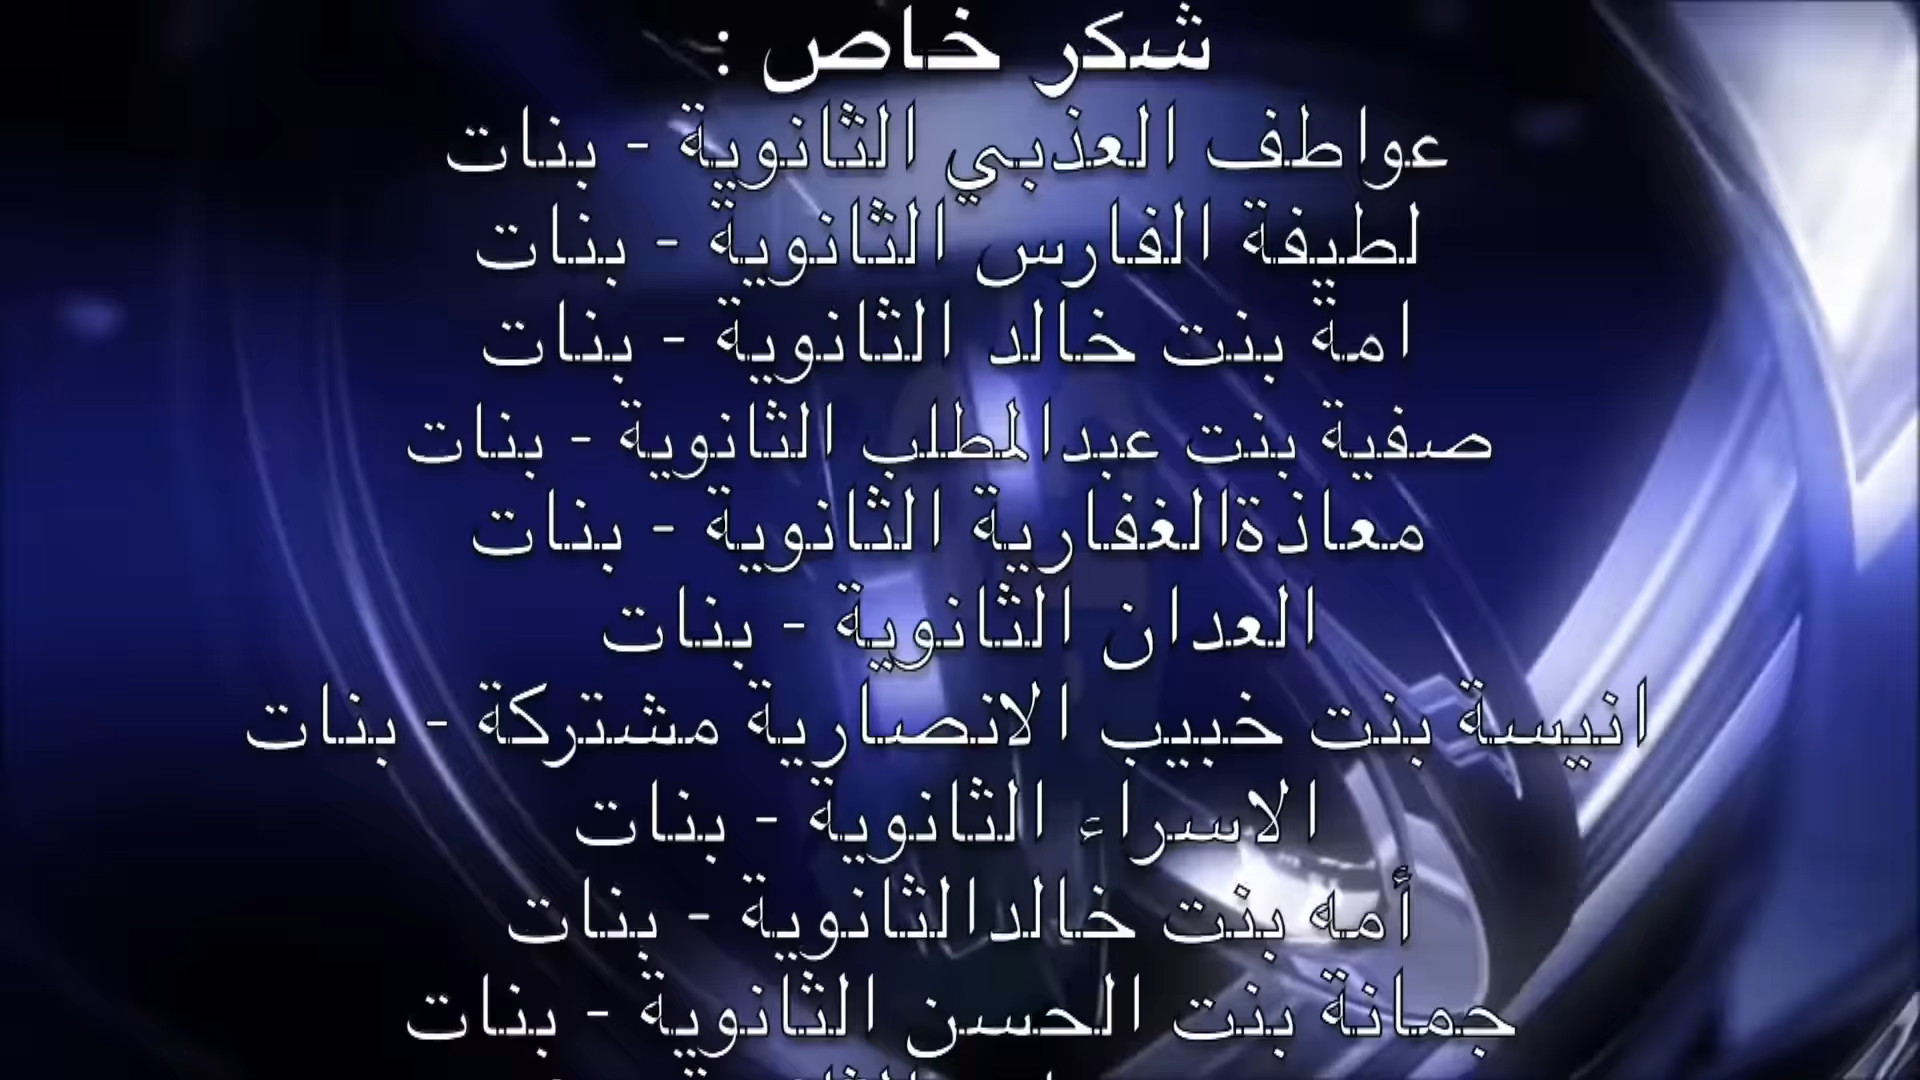 شكر خاص :
عواطف العذبي الثانوية - بنات
لطيفة الفارس الثانوية - بنات
امة بنت خالد الثانوية - بنات
صفية بنت عبدالمطلب الثانوية - بنات
معاذةالغفارية الثانوية - بنات
العدان الثانوية - بنات
انيسة بنت خبيب الانصارية مشتركة - بنات
الاسراء الثانوية - بنات
أمه بنت خالدالثانوية - بنات
جمانة بنت الحسن الثانوية - بنات